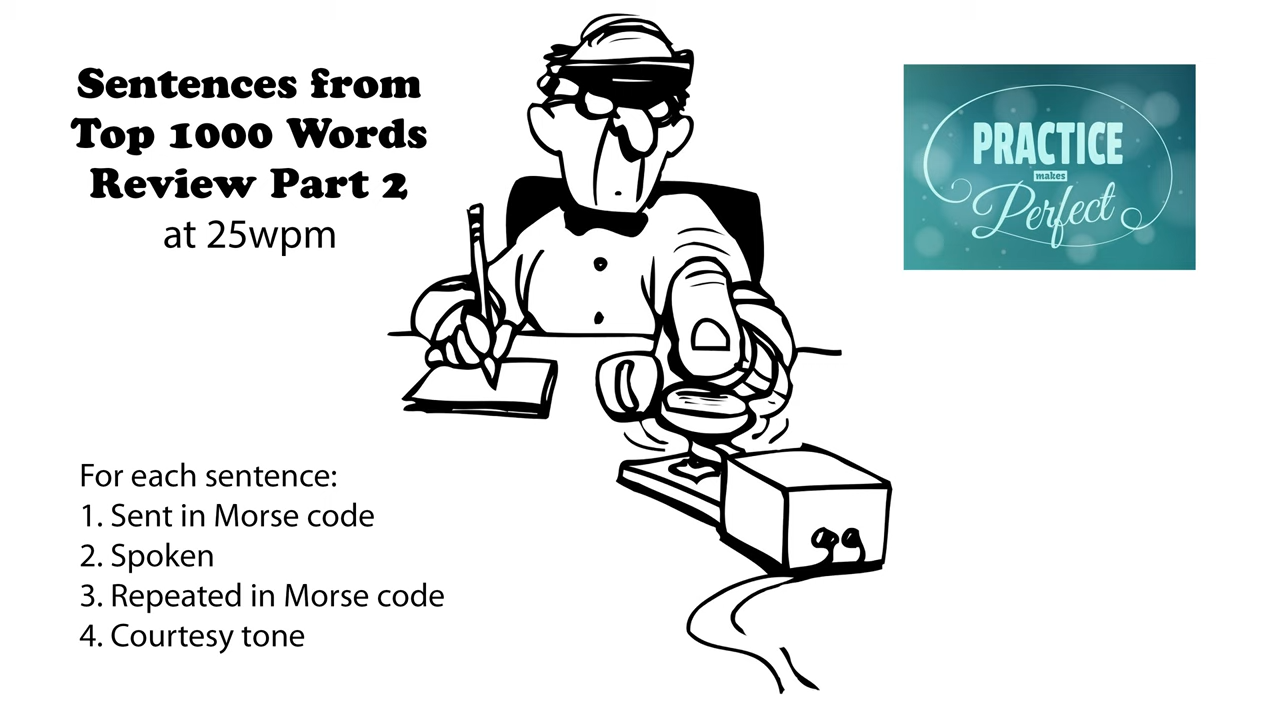 Sentences from
Top 1000 Words
Review Part 2
at 25wpm
PRACTICE
makes
Perfect
For each sentence:
1. Sent in Morse code
2. Spoken
3. Repeated in Morse code
4. Courtesy tone